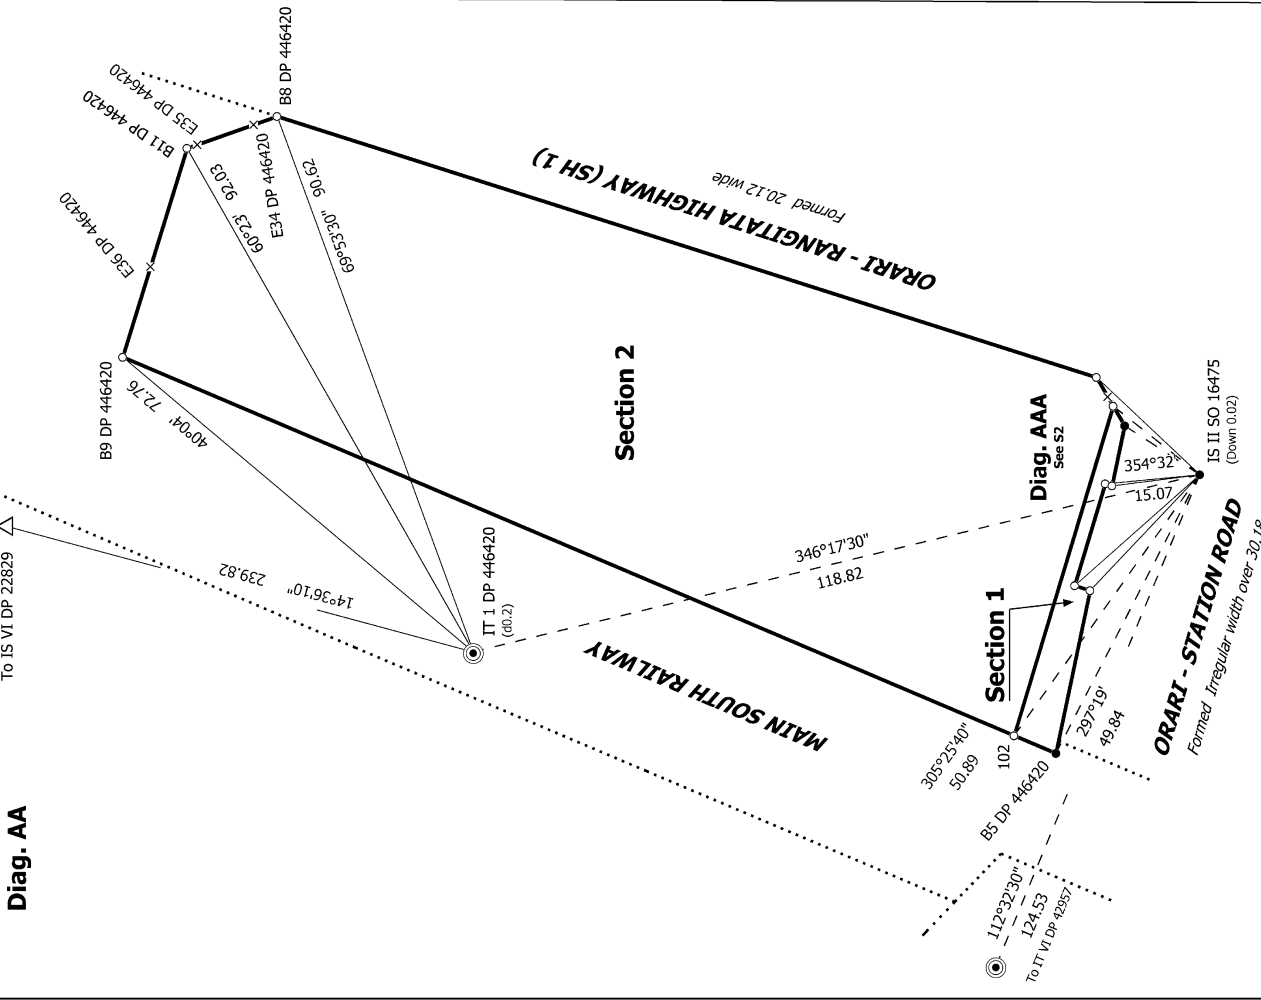 Diag. AA
To IS VI DP 22829
B9 DP 446420
E36 DP 446420
B11 DP 446420
E35 DP 446420
B8 DP 446420
E34 DP 446420
60°23' 92.03
69°53'30" 90.62
40°04' 72.76
14°36'10" 239.82
IT 1 DP 446420
(d0.2)
ORARI - RANGITATA HIGHWAY (SH 1)
Formed 20.12 wide
Section 2
MAIN SOUTH RAILWAY
346°17'30"
118.82
Diag. AAA
See S2
354°32'
15.07
IS II SO 16475
(Down 0.02)
Section 1
305°25'40"
50.89
102
B5 DP 446420
297°19'
49.84
ORARI - STATION ROAD
Formed Irregular width over 30.18
112°32'30"
124.53
To IT VI DP 42957